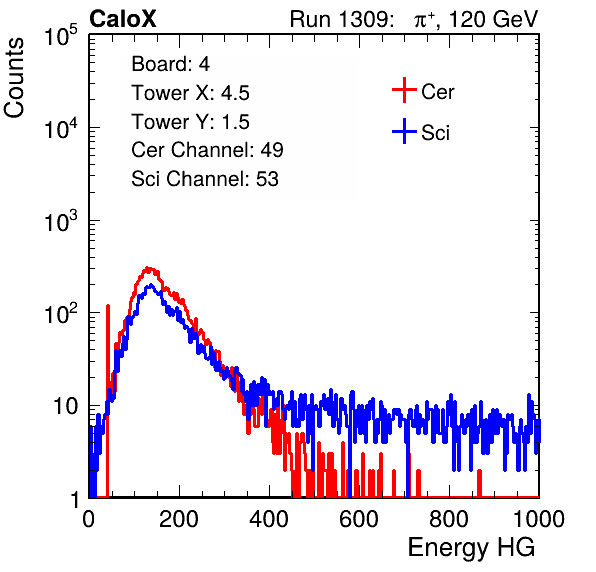 CaloX Run 1309: π⁺, 120 GeV
Counts
Board: 4
Tower X: 4.5
Tower Y: 1.5
Cer Channel: 49
Sci Channel: 53
Cer
Sci
10⁵
10⁴
10³
10²
10
1
0 200 400 600 800 1000
Energy HG